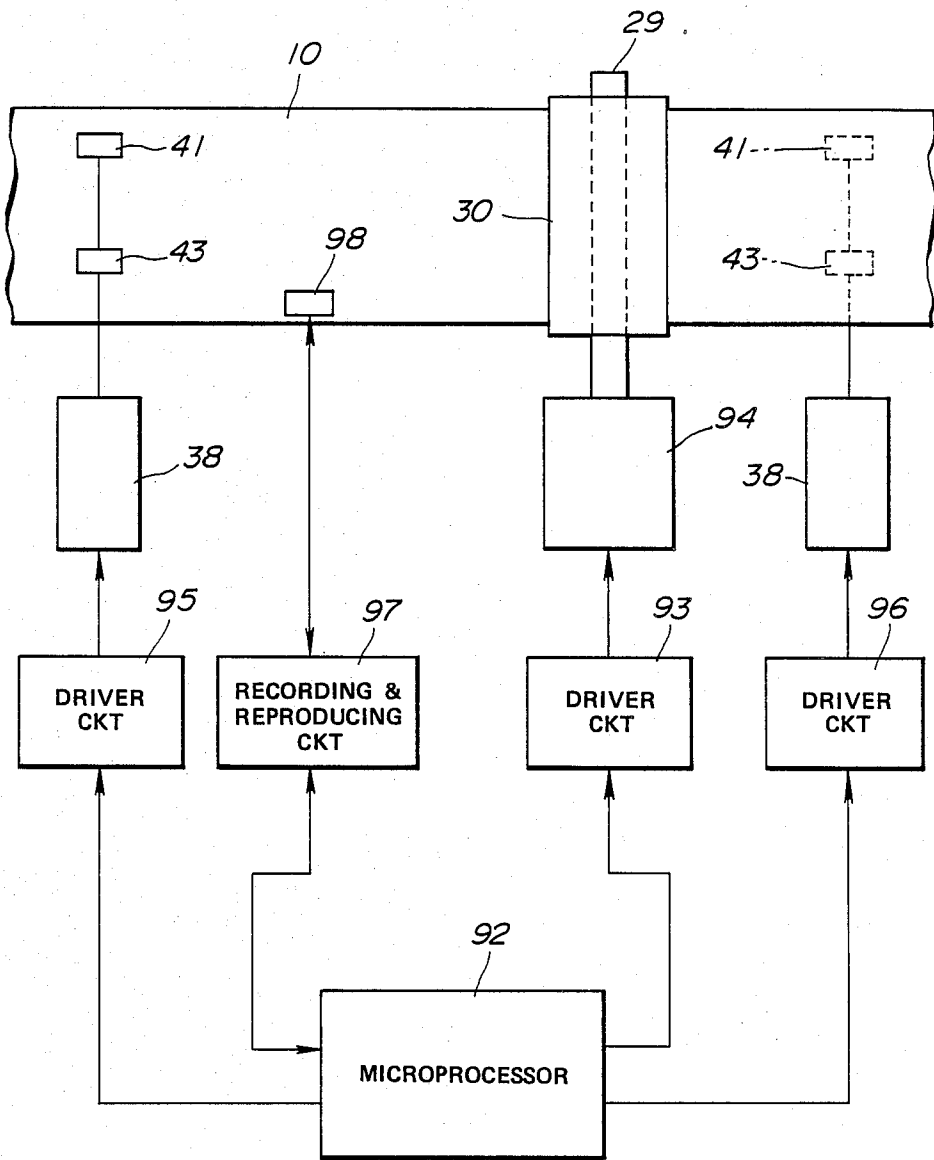 29
10
41
41
30
43
43
98
94
38
38
95
97
93
96
DRIVER
CKT
RECORDING &
REPRODUCING
CKT
DRIVER
CKT
DRIVER
CKT
92
MICROPROCESSOR